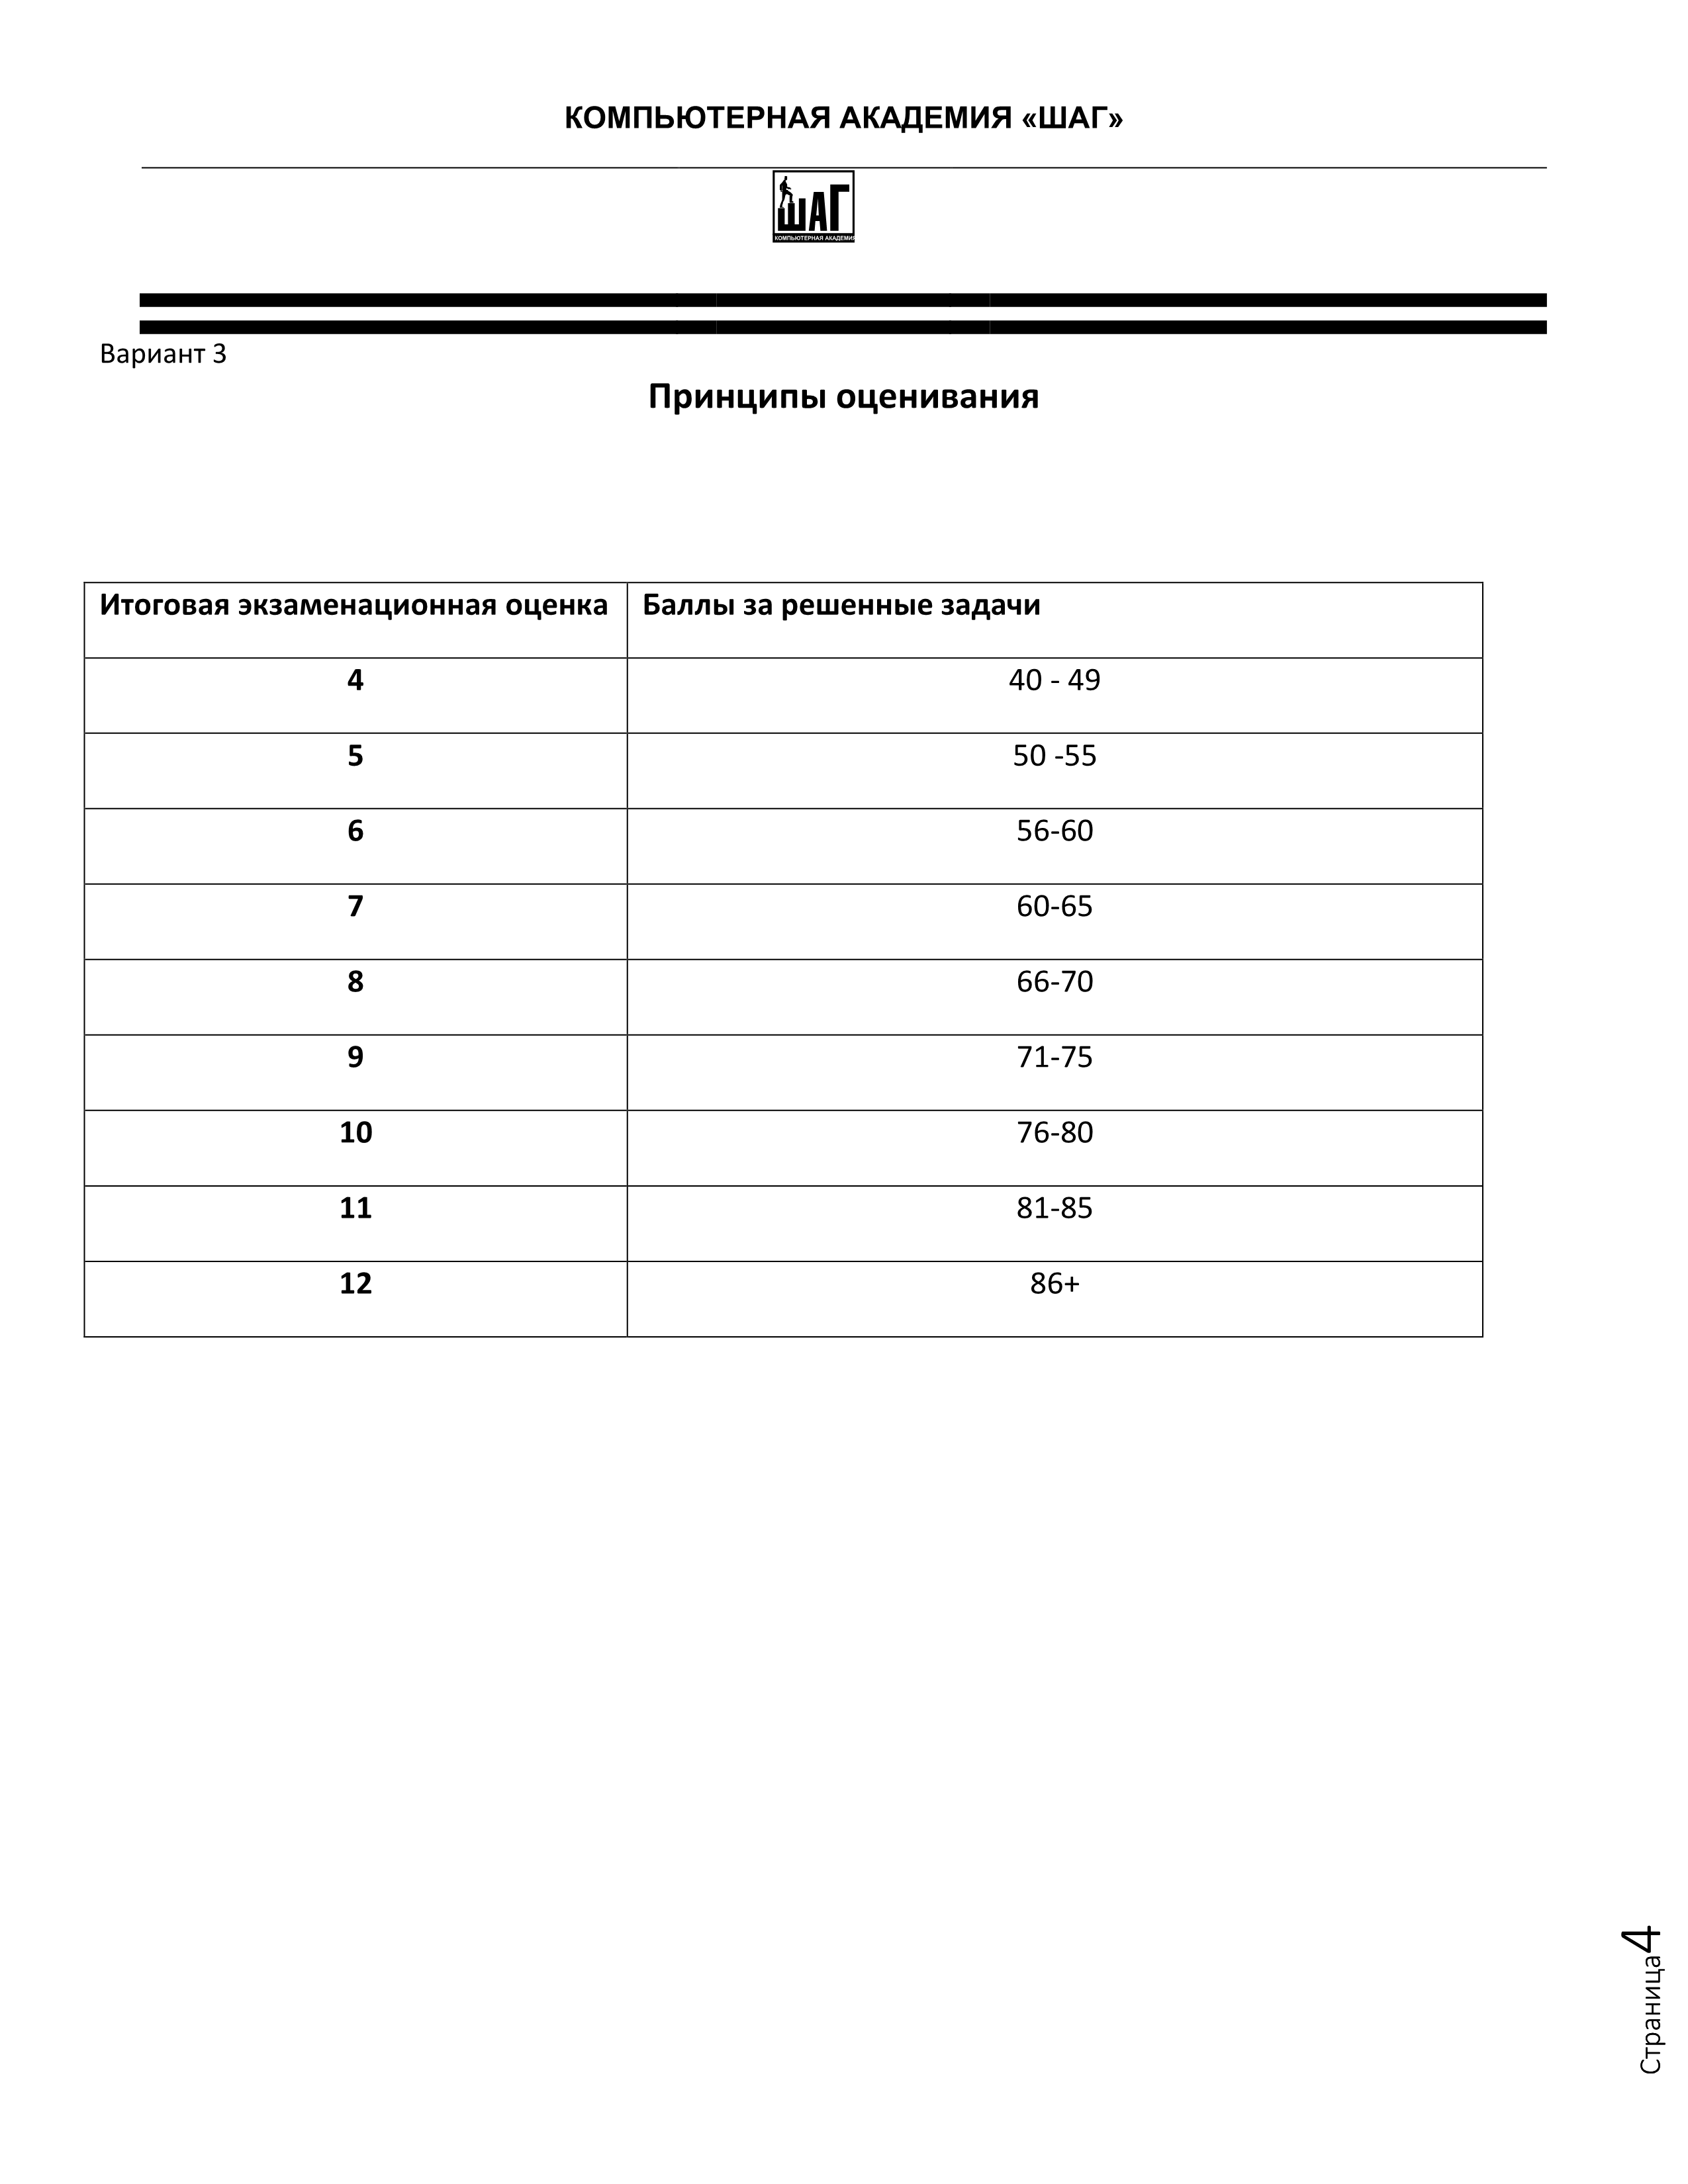 КОМПЬЮТЕРНАЯ АКАДЕМИЯ «ШАГ»
ШАГ
КОМПЬЮТЕРНАЯ АКАДЕМИЯ
Вариант 3
Принципы оценивания
Итоговая экзаменационная оценка Баллы за решенные задачи
4 40 - 49
5 50 -55
6 56-60
7 60-65
8 66-70
9 71-75
10 76-80
11 81-85
12 86+
Страница4